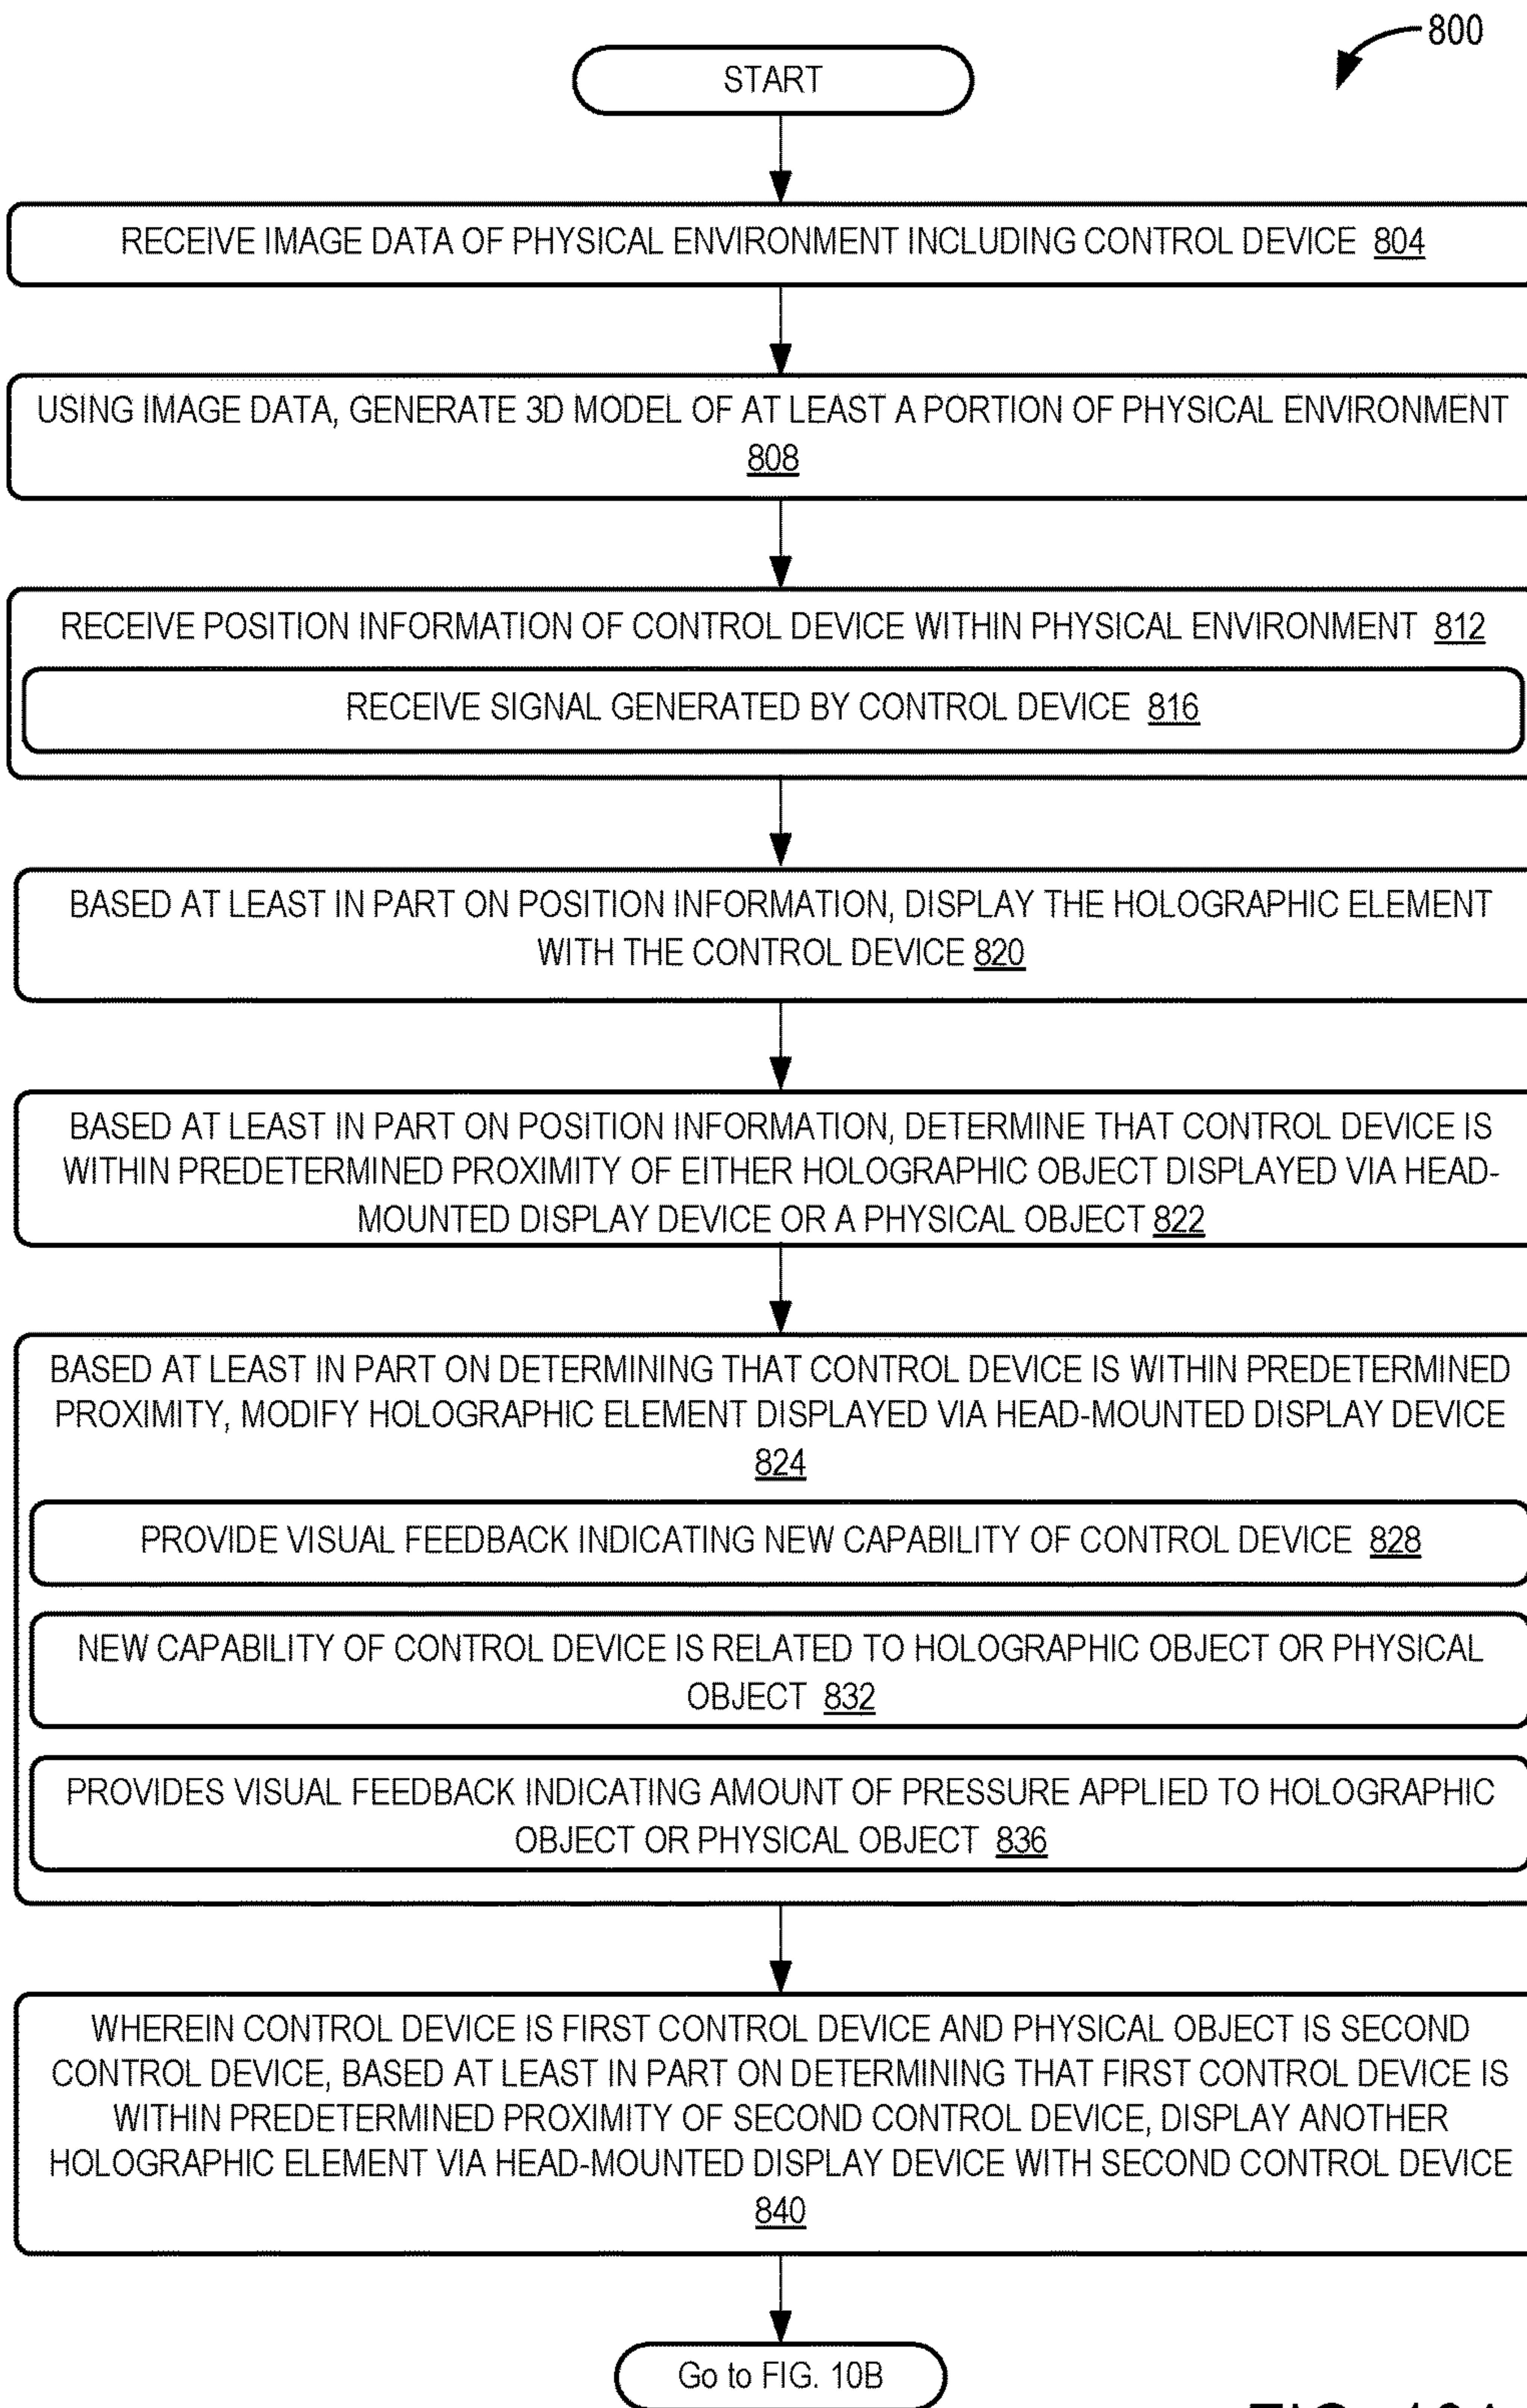 800
START
RECEIVE IMAGE DATA OF PHYSICAL ENVIRONMENT INCLUDING CONTROL DEVICE 804
USING IMAGE DATA, GENERATE 3D MODEL OF AT LEAST A PORTION OF PHYSICAL ENVIRONMENT
808
RECEIVE POSITION INFORMATION OF CONTROL DEVICE WITHIN PHYSICAL ENVIRONMENT 812
RECEIVE SIGNAL GENERATED BY CONTROL DEVICE 816
BASED AT LEAST IN PART ON POSITION INFORMATION, DISPLAY THE HOLOGRAPHIC ELEMENT
WITH THE CONTROL DEVICE 820
BASED AT LEAST IN PART ON POSITION INFORMATION, DETERMINE THAT CONTROL DEVICE IS
WITHIN PREDETERMINED PROXIMITY OF EITHER HOLOGRAPHIC OBJECT DISPLAYED VIA HEAD-
MOUNTED DISPLAY DEVICE OR A PHYSICAL OBJECT 822
BASED AT LEAST IN PART ON DETERMINING THAT CONTROL DEVICE IS WITHIN PREDETERMINED
PROXIMITY, MODIFY HOLOGRAPHIC ELEMENT DISPLAYED VIA HEAD-MOUNTED DISPLAY DEVICE
824
PROVIDE VISUAL FEEDBACK INDICATING NEW CAPABILITY OF CONTROL DEVICE 828
NEW CAPABILITY OF CONTROL DEVICE IS RELATED TO HOLOGRAPHIC OBJECT OR PHYSICAL
OBJECT 832
PROVIDES VISUAL FEEDBACK INDICATING AMOUNT OF PRESSURE APPLIED TO HOLOGRAPHIC
OBJECT OR PHYSICAL OBJECT 836
WHEREIN CONTROL DEVICE IS FIRST CONTROL DEVICE AND PHYSICAL OBJECT IS SECOND
CONTROL DEVICE, BASED AT LEAST IN PART ON DETERMINING THAT FIRST CONTROL DEVICE IS
WITHIN PREDETERMINED PROXIMITY OF SECOND CONTROL DEVICE, DISPLAY ANOTHER
HOLOGRAPHIC ELEMENT VIA HEAD-MOUNTED DISPLAY DEVICE WITH SECOND CONTROL DEVICE
840
Go to FIG. 10B